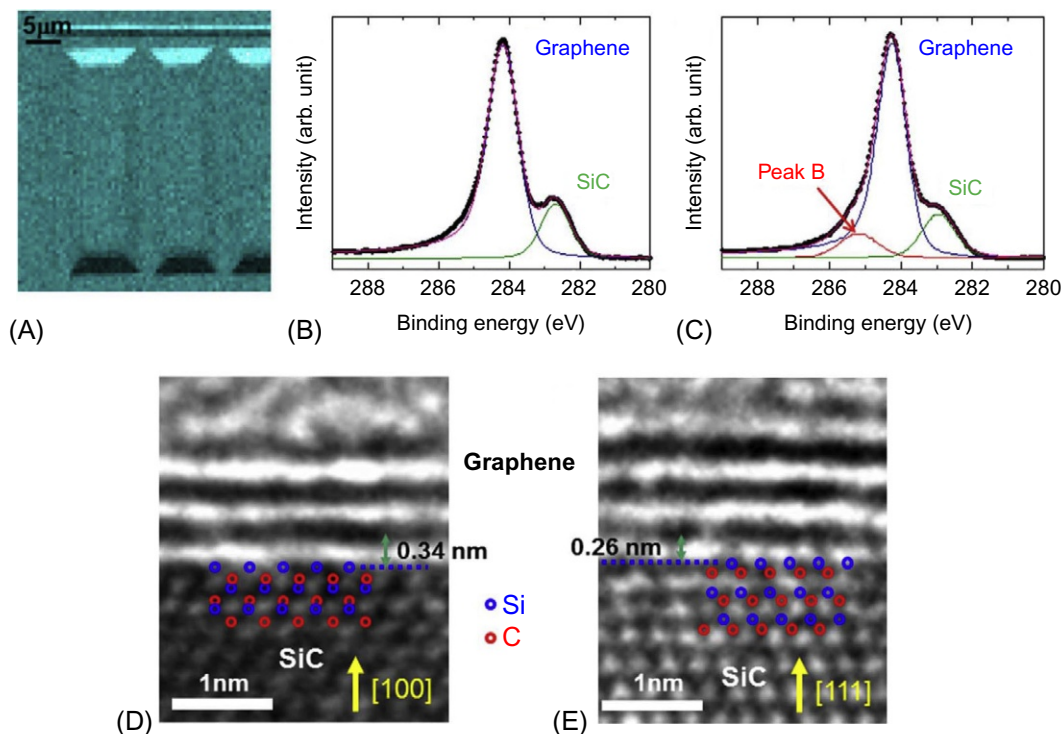 5μm
(A)
Intensity (arb. unit)
Graphene
SiC
288 286 284 282 280
Binding energy (eV)
(B)
Intensity (arb. unit)
Graphene
Peak B
SiC
288 286 284 282 280
Binding energy (eV)
(C)
Graphene
0.34 nm
SiC
1nm
[100]
(D)
Si
C
0.26 nm
SiC
1nm
[111]
(E)